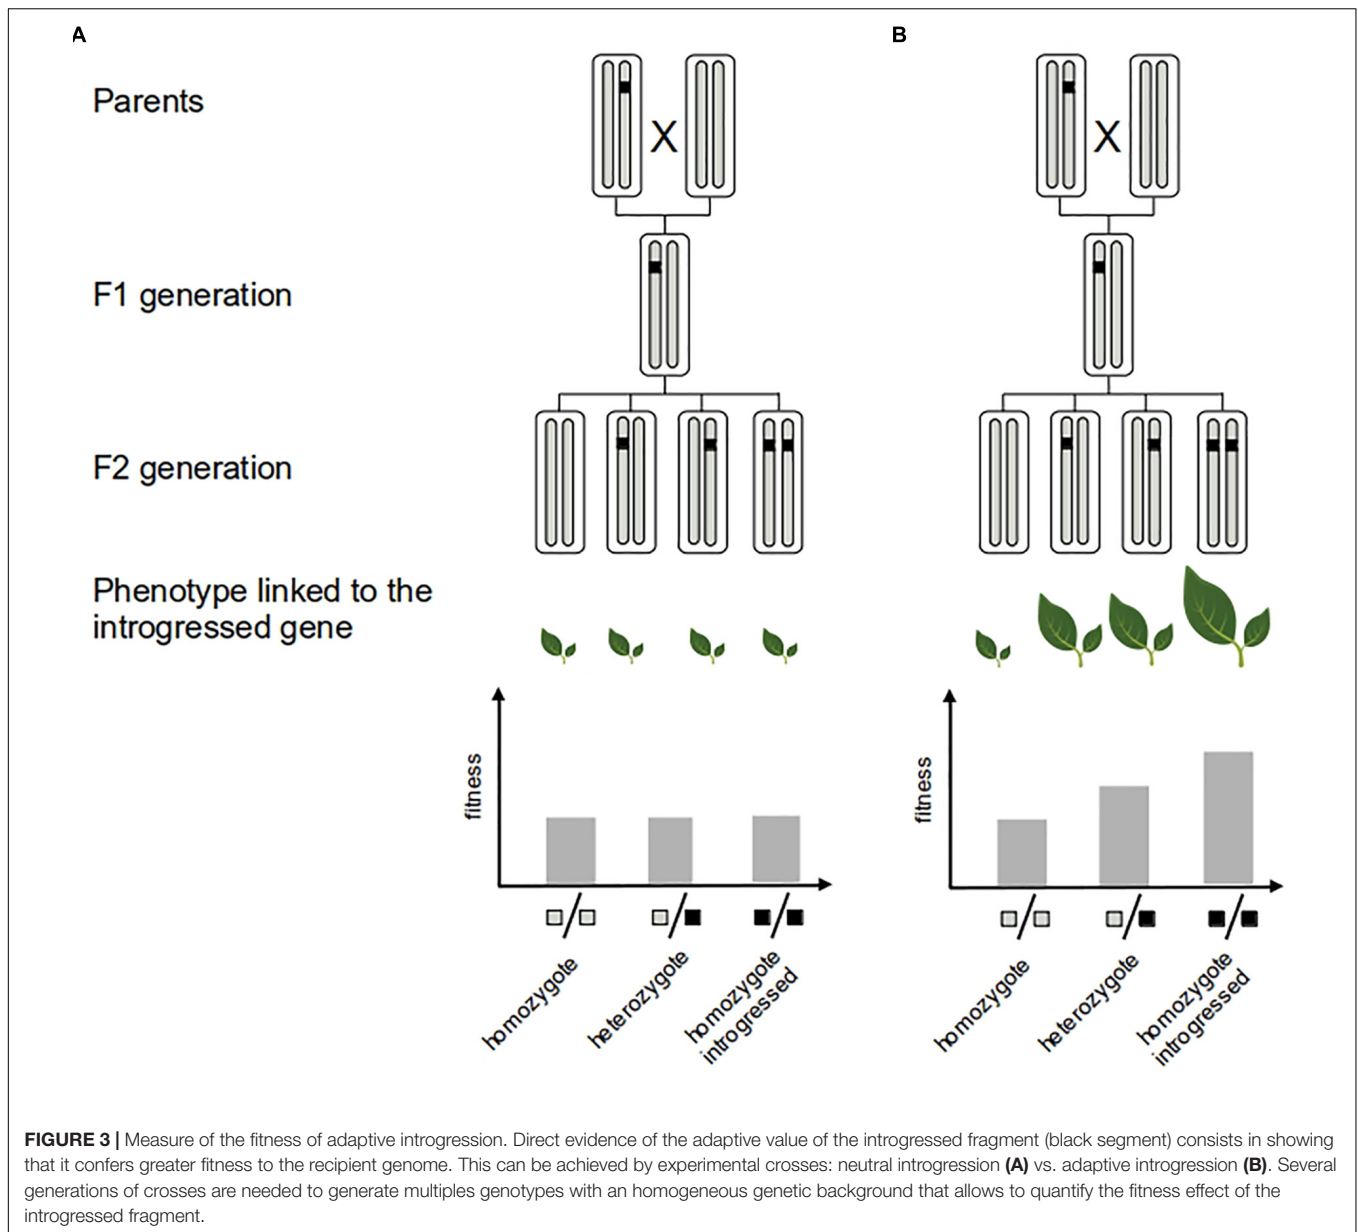 A
B
Parents
X
X
F1 generation
F2 generation
Phenotype linked to the
introgressed gene
fitness
homozygote
heterozygote
homozygote
introgressed
fitness
homozygote
heterozygote
homozygote
introgressed
FIGURE 3 | Measure of the fitness of adaptive introgression. Direct evidence of the adaptive value of the introgressed fragment (black segment) consists in showing
that it confers greater fitness to the recipient genome. This can be achieved by experimental crosses: neutral introgression (A) vs. adaptive introgression (B). Several
generations of crosses are needed to generate multiples genotypes with an homogeneous genetic background that allows to quantify the fitness effect of the
introgressed fragment.